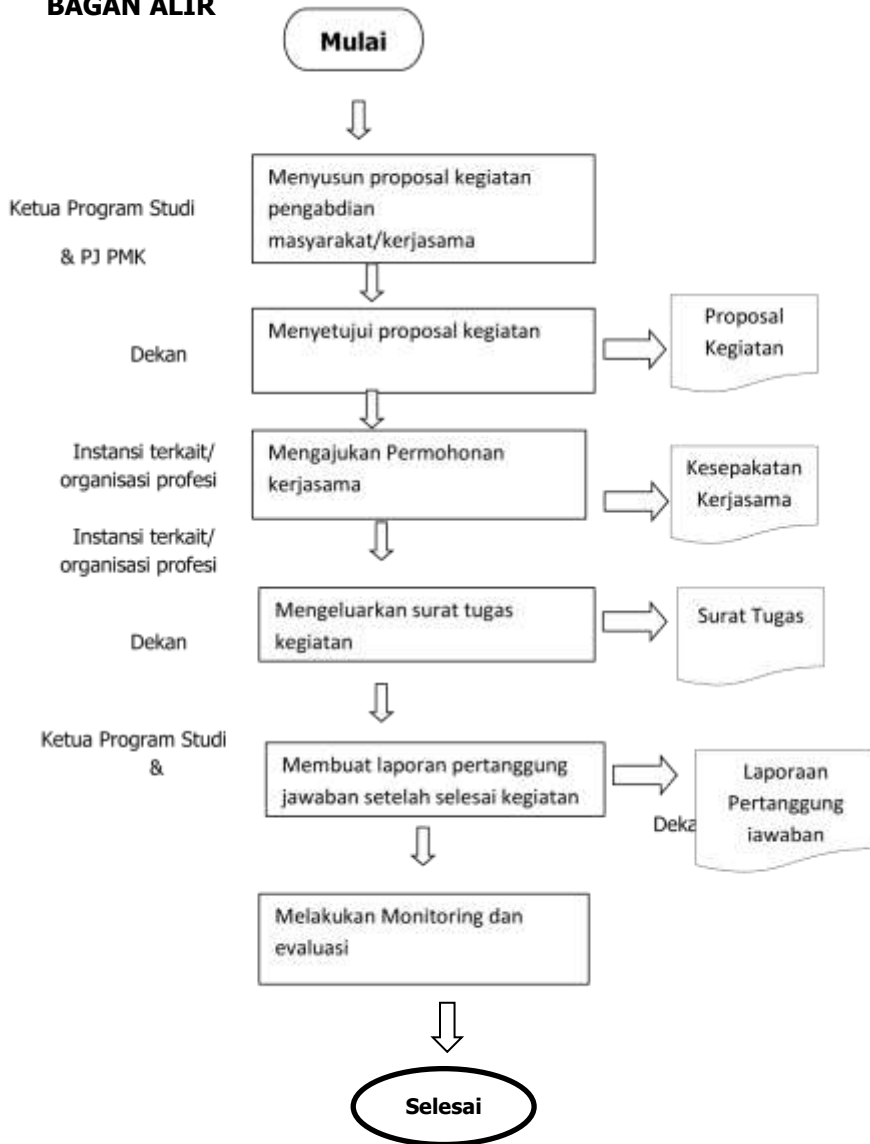 BAGAN ALIR
Mulai
Ketua Program Studi
& PJ PMK
Menyusun proposal kegiatan
pengabdian
masyarakat/kerjasama
Dekan
Menyetujui proposal kegiatan
Proposal
Kegiatan
Instansi terkait/
organisasi profesi
Mengajukan Permohonan
kerjasama
Kesepakatan
Kerjasama
Instansi terkait/
organisasi profesi
Dekan
Mengeluarkan surat tugas
kegiatan
Surat Tugas
Ketua Program Studi
&
Membuat laporan pertanggung
jawaban setelah selesai kegiatan
Deka
Laporaan
Pertanggung
iawaban
Melakukan Monitoring dan
evaluasi
Selesai